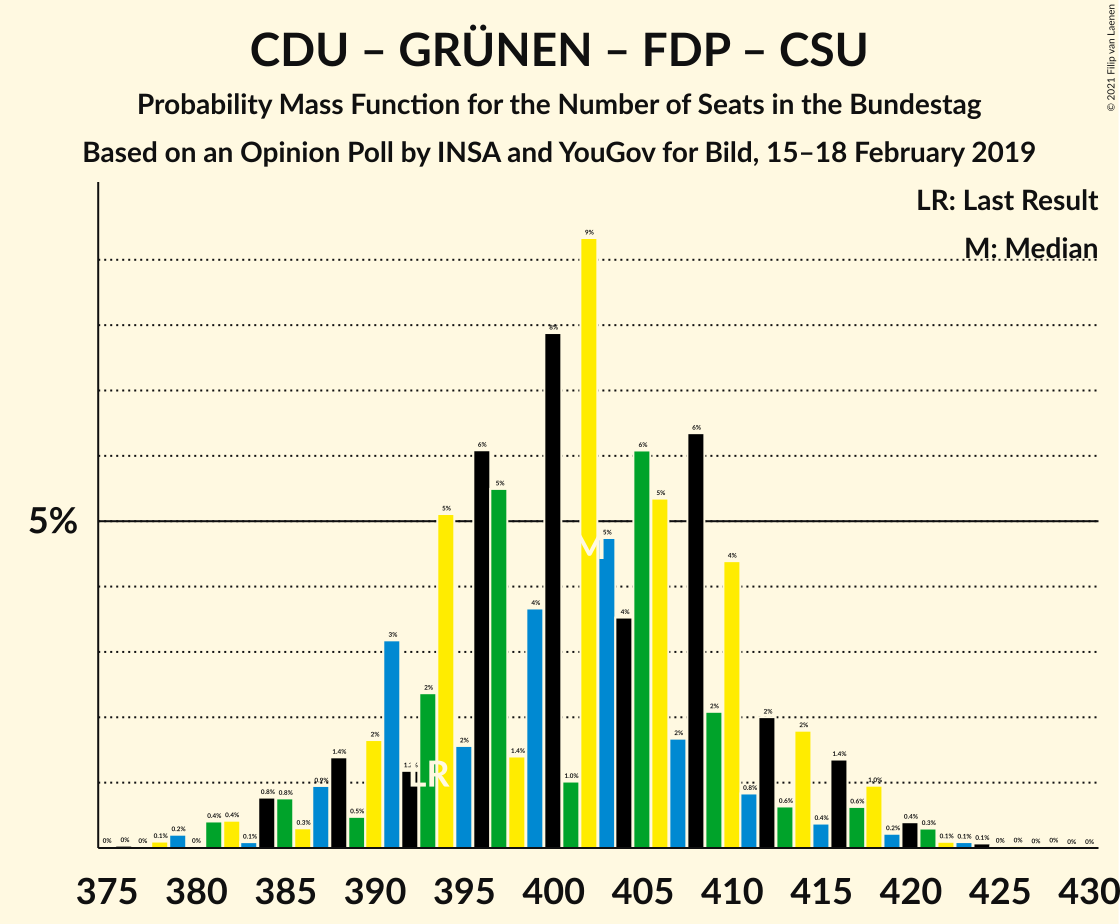 CDU – GRÜNEN – FDP – CSU
Probability Mass Function for the Number of Seats in the Bundestag
Based on an Opinion Poll by INSA and YouGov for Bild, 15–18 February 2019
© 2021 Filip van Laenen
LR: Last Result
M: Median
5%
0% 0% 0% 0.1% 0.2% 0% 0.4% 0.4% 0.1% 0.8% 0.8% 0.3% 0.9% 1.4% 0.5% 2% 3% 2% 5% 2% 6% 5% 1.4% 4% 8% 1.0% 9% 5% 4% 6% 5% 2% 6% 2% 4% 0.8% 2% 0.6% 2% 0.4% 1.4% 0.6% 1.0% 0.2% 0.4% 0.3% 0.1% 0.1% 0.1% 0% 0% 0% 0% 0% 0%
M
LR
375 380 385 390 395 400 405 410 415 420 425 430